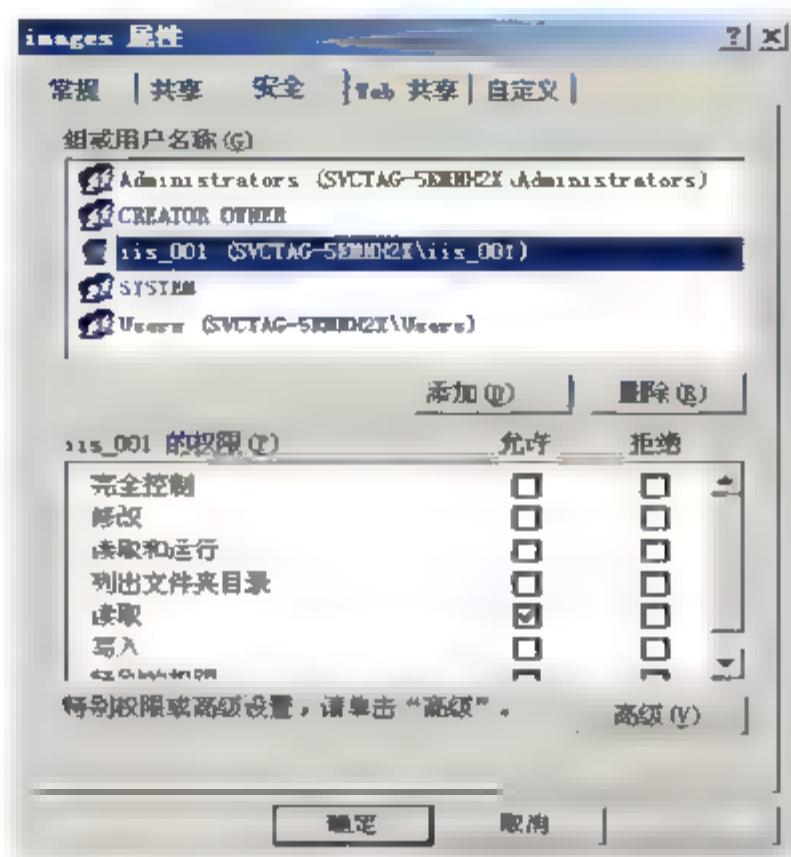 images 属性
常规 共享 安全 Web 共享 自定义
组或用户名称(G)
Administrators (SVCTAG-5KMMH2X\Administrators)
CREATOR OWNER
iis_001 (SVCTAG-5KMMH2X\iis_001)
SYSTEM
Users (SVCTAG-5KMMH2X\Users)
添加(D) 删除(R)
iis_001 的权限(P) 允许 拒绝
完全控制
修改
读取和运行
列出文件夹目录
读取
写入
特别权限或高级设置，请单击“高级”。 高级(V)
确定 取消